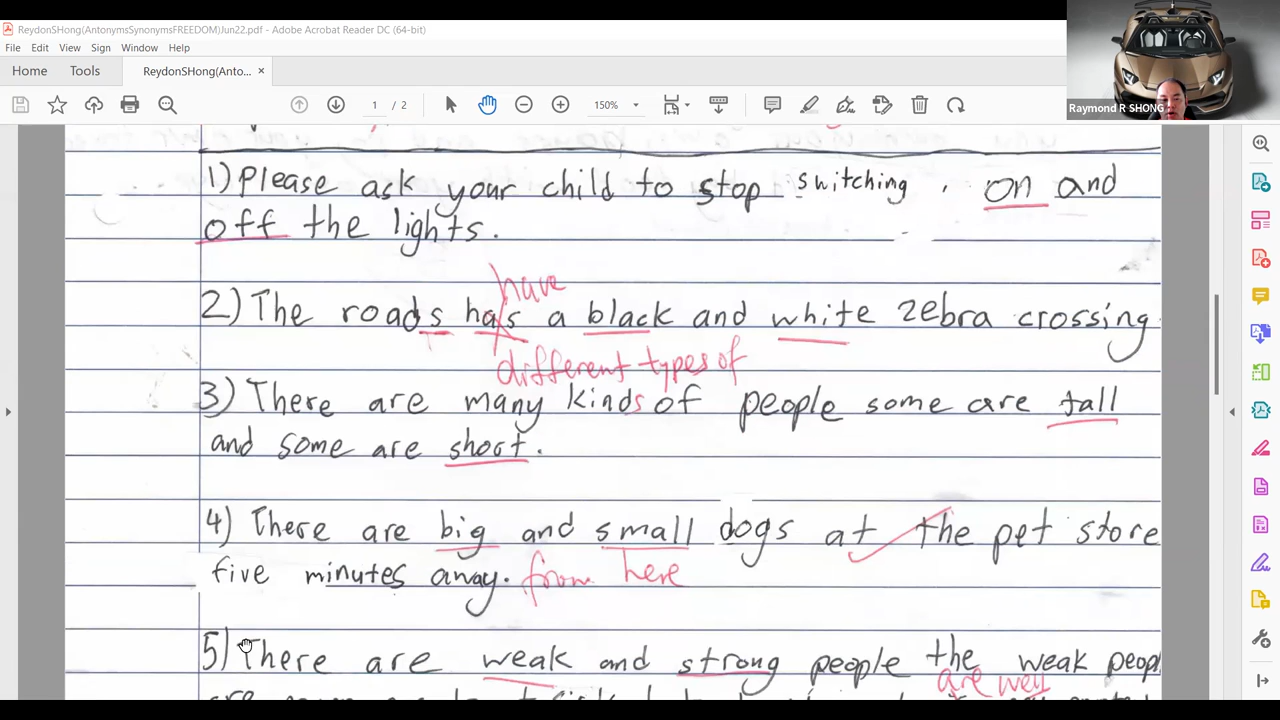 ReydonSHong(AntonymsSynonymsFREEDOM)Jun22.pdf - Adobe Acrobat Reader DC (64-bit)
File Edit View Sign Window Help
Home Tools ReydonSHong(Anto... ×
1 / 2 150%
Raymond R SHONG
1) Please ask your child to stop switching on and
off the lights.
have
2) The roads has a black and white zebra crossing
different types of
3) There are many kinds of people some are tall
and some are short.
4) There are big and small dogs at the pet store
five minutes away. from here
5) There are weak and strong people the weak peopl
are well